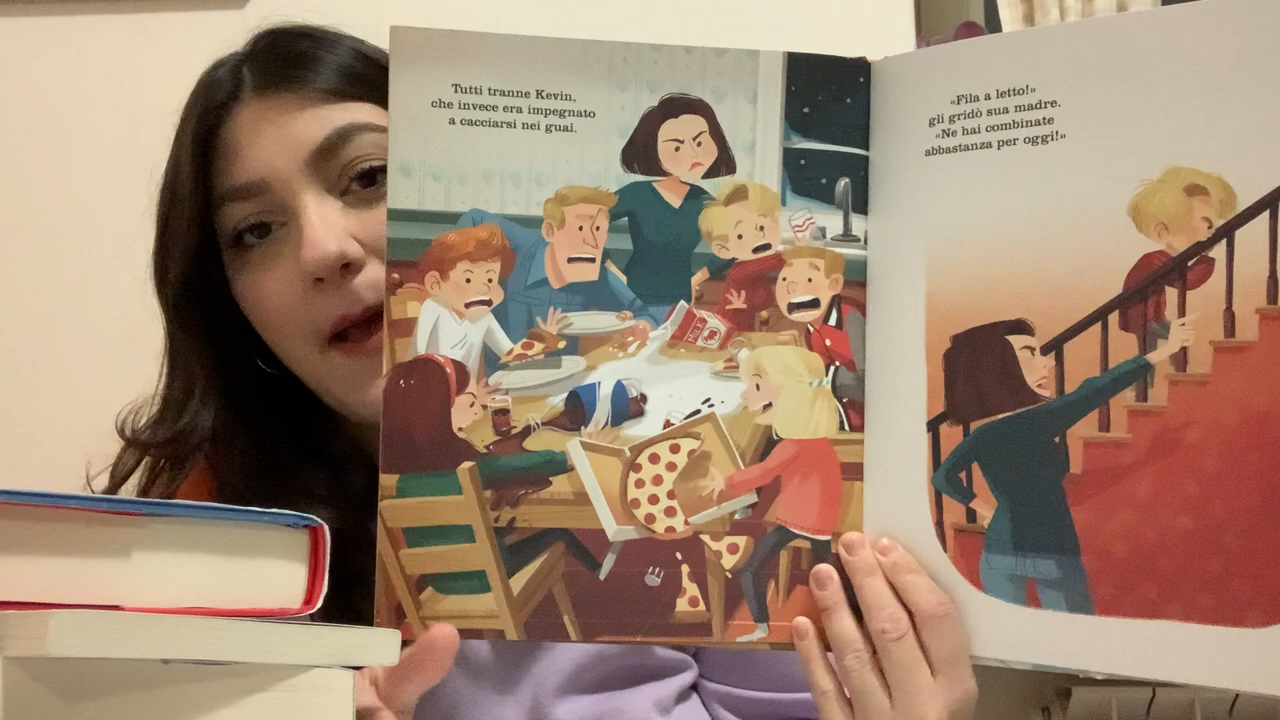 Tutti tranne Kevin,
che invece era impegnato
a cacciarsi nei guai.
MILK
«Fila a letto!»
gli gridò sua madre.
«Ne hai combinate
abbastanza per oggi!»